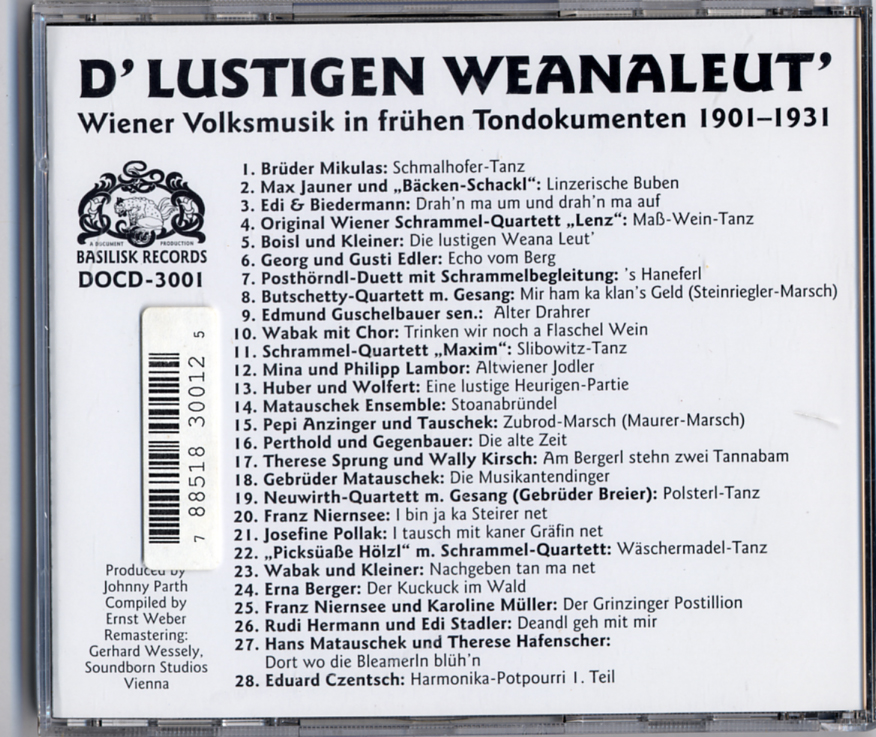 D' LUSTIGEN WEANALEUT'
Wiener Volksmusik in frühen Tondokumenten 1901–1931
A DOCUMENT PRODUCTION
BASILISK RECORDS
DOCD-3001
1. Brüder Mikulas: Schmalhofer-Tanz
2. Max Jauner und „Bäcken-Schackl“: Linzerische Buben
3. Edi & Biedermann: Drah'n ma um und drah'n ma auf
4. Original Wiener Schrammel-Quartett „Lenz“: Maß-Wein-Tanz
5. Boisl und Kleiner: Die lustigen Weana Leut'
6. Georg und Gusti Edler: Echo vom Berg
7. Posthörndl-Duett mit Schrammelbegleitung: 's Haneferl
8. Butschetty-Quartett m. Gesang: Mir ham ka klan's Geld (Steinriegler-Marsch)
9. Edmund Guschelbauer sen.: Alter Drahrer
10. Wabak mit Chor: Trinken wir noch a Flaschel Wein
11. Schrammel-Quartett „Maxim“: Slibowitz-Tanz
12. Mina und Philipp Lambor: Altwiener Jodler
13. Huber und Wolfert: Eine lustige Heurigen-Partie
14. Matauschek Ensemble: Stoanabründel
15. Pepi Anzinger und Tauschek: Zubrod-Marsch (Maurer-Marsch)
16. Perthold und Gegenbauer: Die alte Zeit
17. Therese Sprung und Wally Kirsch: Am Bergerl stehn zwei Tannabam
18. Gebrüder Matauschek: Die Musikantendinger
19. Neuwirth-Quartett m. Gesang (Gebrüder Breier): Polsterl-Tanz
20. Franz Niernsee: I bin ja ka Steirer net
21. Josefine Pollak: I tausch mit kaner Gräfin net
22. „Picksüaße Hölzl“ m. Schrammel-Quartett: Wäschermadel-Tanz
23. Wabak und Kleiner: Nachgeben tan ma net
24. Erna Berger: Der Kuckuck im Wald
25. Franz Niernsee und Karoline Müller: Der Grinzinger Postillion
26. Rudi Hermann und Edi Stadler: Deandl geh mit mir
27. Hans Matauschek und Therese Hafenscher:
Dort wo die Bleamerln blüh'n
28. Eduard Czentsch: Harmonika-Potpourri 1. Teil
7 88518 30012 5
Produced by
Johnny Parth
Compiled by
Ernst Weber
Remastering:
Gerhard Wessely,
Soundborn Studios
Vienna